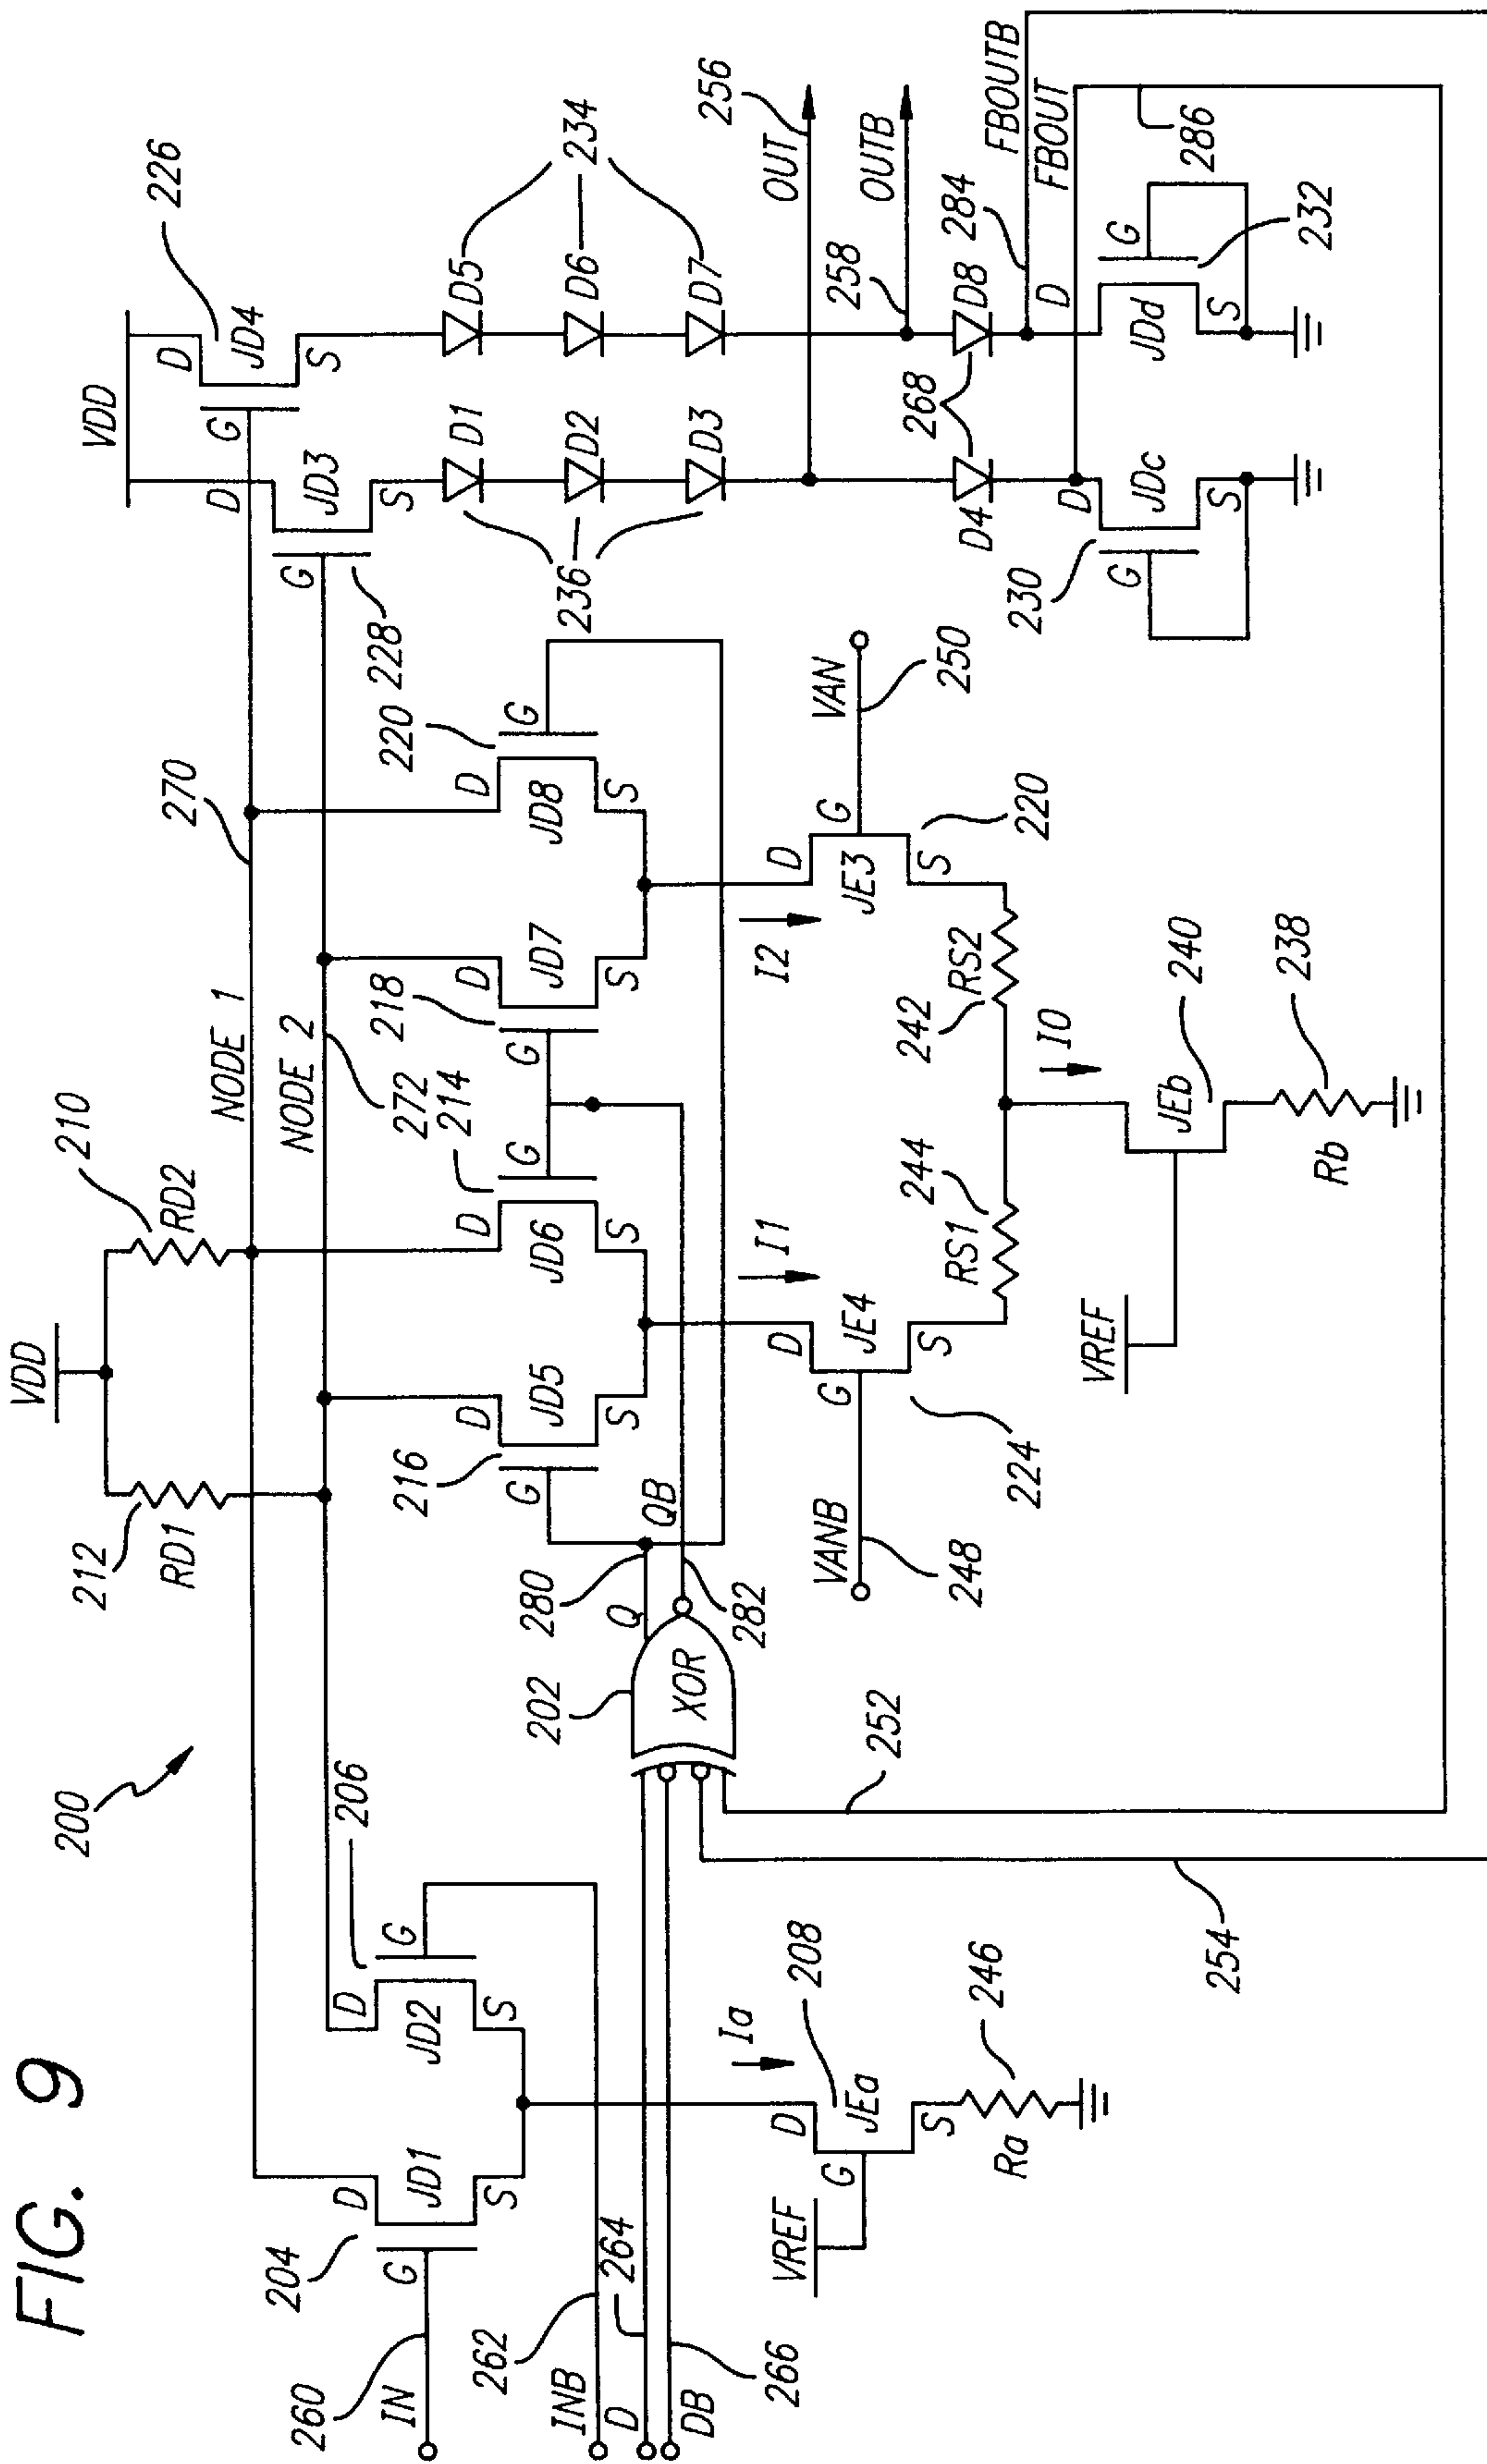 FIG. 9
200
VDD
212
RD1
210
RD2
NODE 1
NODE 2
270
272
VDD
226
D
JD4
G
S
D
JD3
G
S
228
D1
D2
D3
236
D5
D6
D7
234
OUT
256
OUTB
258
D4
D8
268
284
FBOUTB
FBOUT
286
D
JDc
G
S
230
D
JDd
G
S
232
204
D
JD1
G
S
206
D
JD2
G
S
260
IN
262
INB
264
D
266
DB
Ia
208
D
JEa
G
S
VREF
246
Ra
202
XOR
Q
280
QB
282
252
254
216
D
JD5
G
S
214
D
JD6
G
S
218
D
JD7
G
S
220
D
JD8
G
S
I1
D
JE4
G
S
224
VANB
248
I2
D
JE3
G
S
220
VAN
250
RS1
244
RS2
242
I0
JEb
240
VREF
Rb
238